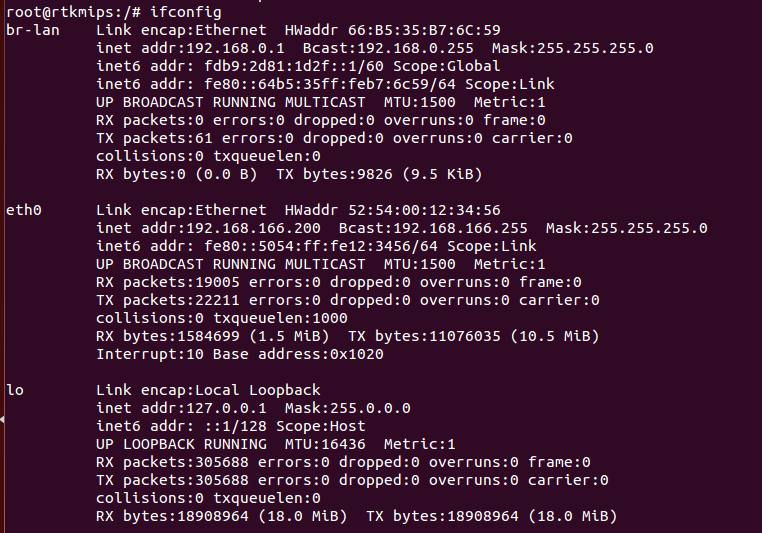 root@rtkmips:/# ifconfig
br-lan    Link encap:Ethernet  HWaddr 66:B5:35:B7:6C:59
          inet addr:192.168.0.1  Bcast:192.168.0.255  Mask:255.255.255.0
          inet6 addr: fdb9:2d81:1d2f::1/60 Scope:Global
          inet6 addr: fe80::64b5:35ff:feb7:6c59/64 Scope:Link
          UP BROADCAST RUNNING MULTICAST  MTU:1500  Metric:1
          RX packets:0 errors:0 dropped:0 overruns:0 frame:0
          TX packets:61 errors:0 dropped:0 overruns:0 carrier:0
          collisions:0 txqueuelen:0
          RX bytes:0 (0.0 B)  TX bytes:9826 (9.5 KiB)

eth0      Link encap:Ethernet  HWaddr 52:54:00:12:34:56
          inet addr:192.168.166.200  Bcast:192.168.166.255  Mask:255.255.255.0
          inet6 addr: fe80::5054:ff:fe12:3456/64 Scope:Link
          UP BROADCAST RUNNING MULTICAST  MTU:1500  Metric:1
          RX packets:19005 errors:0 dropped:0 overruns:0 frame:0
          TX packets:22211 errors:0 dropped:0 overruns:0 carrier:0
          collisions:0 txqueuelen:1000
          RX bytes:1584699 (1.5 MiB)  TX bytes:11076035 (10.5 MiB)
          Interrupt:10 Base address:0x1020

lo        Link encap:Local Loopback
          inet addr:127.0.0.1  Mask:255.0.0.0
          inet6 addr: ::1/128 Scope:Host
          UP LOOPBACK RUNNING  MTU:16436  Metric:1
          RX packets:305688 errors:0 dropped:0 overruns:0 frame:0
          TX packets:305688 errors:0 dropped:0 overruns:0 carrier:0
          collisions:0 txqueuelen:0
          RX bytes:18908964 (18.0 MiB)  TX bytes:18908964 (18.0 MiB)